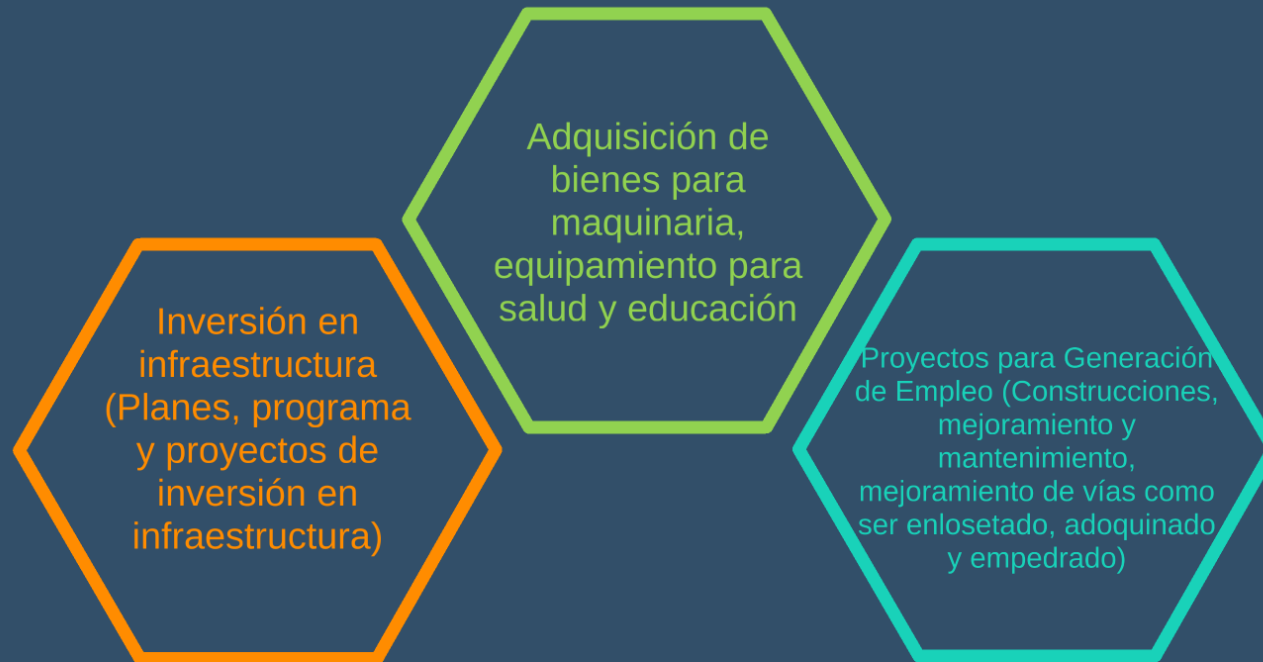 Inversión en
infraestructura
(Planes, programa
y proyectos de
inversión en
infraestructura)
Adquisición de
bienes para
maquinaria,
equipamiento para
salud y educación
Proyectos para Generación
de Empleo (Construcciones,
mejoramiento y
mantenimiento,
mejoramiento de vías como
ser enlosetado, adoquinado
y empedrado)